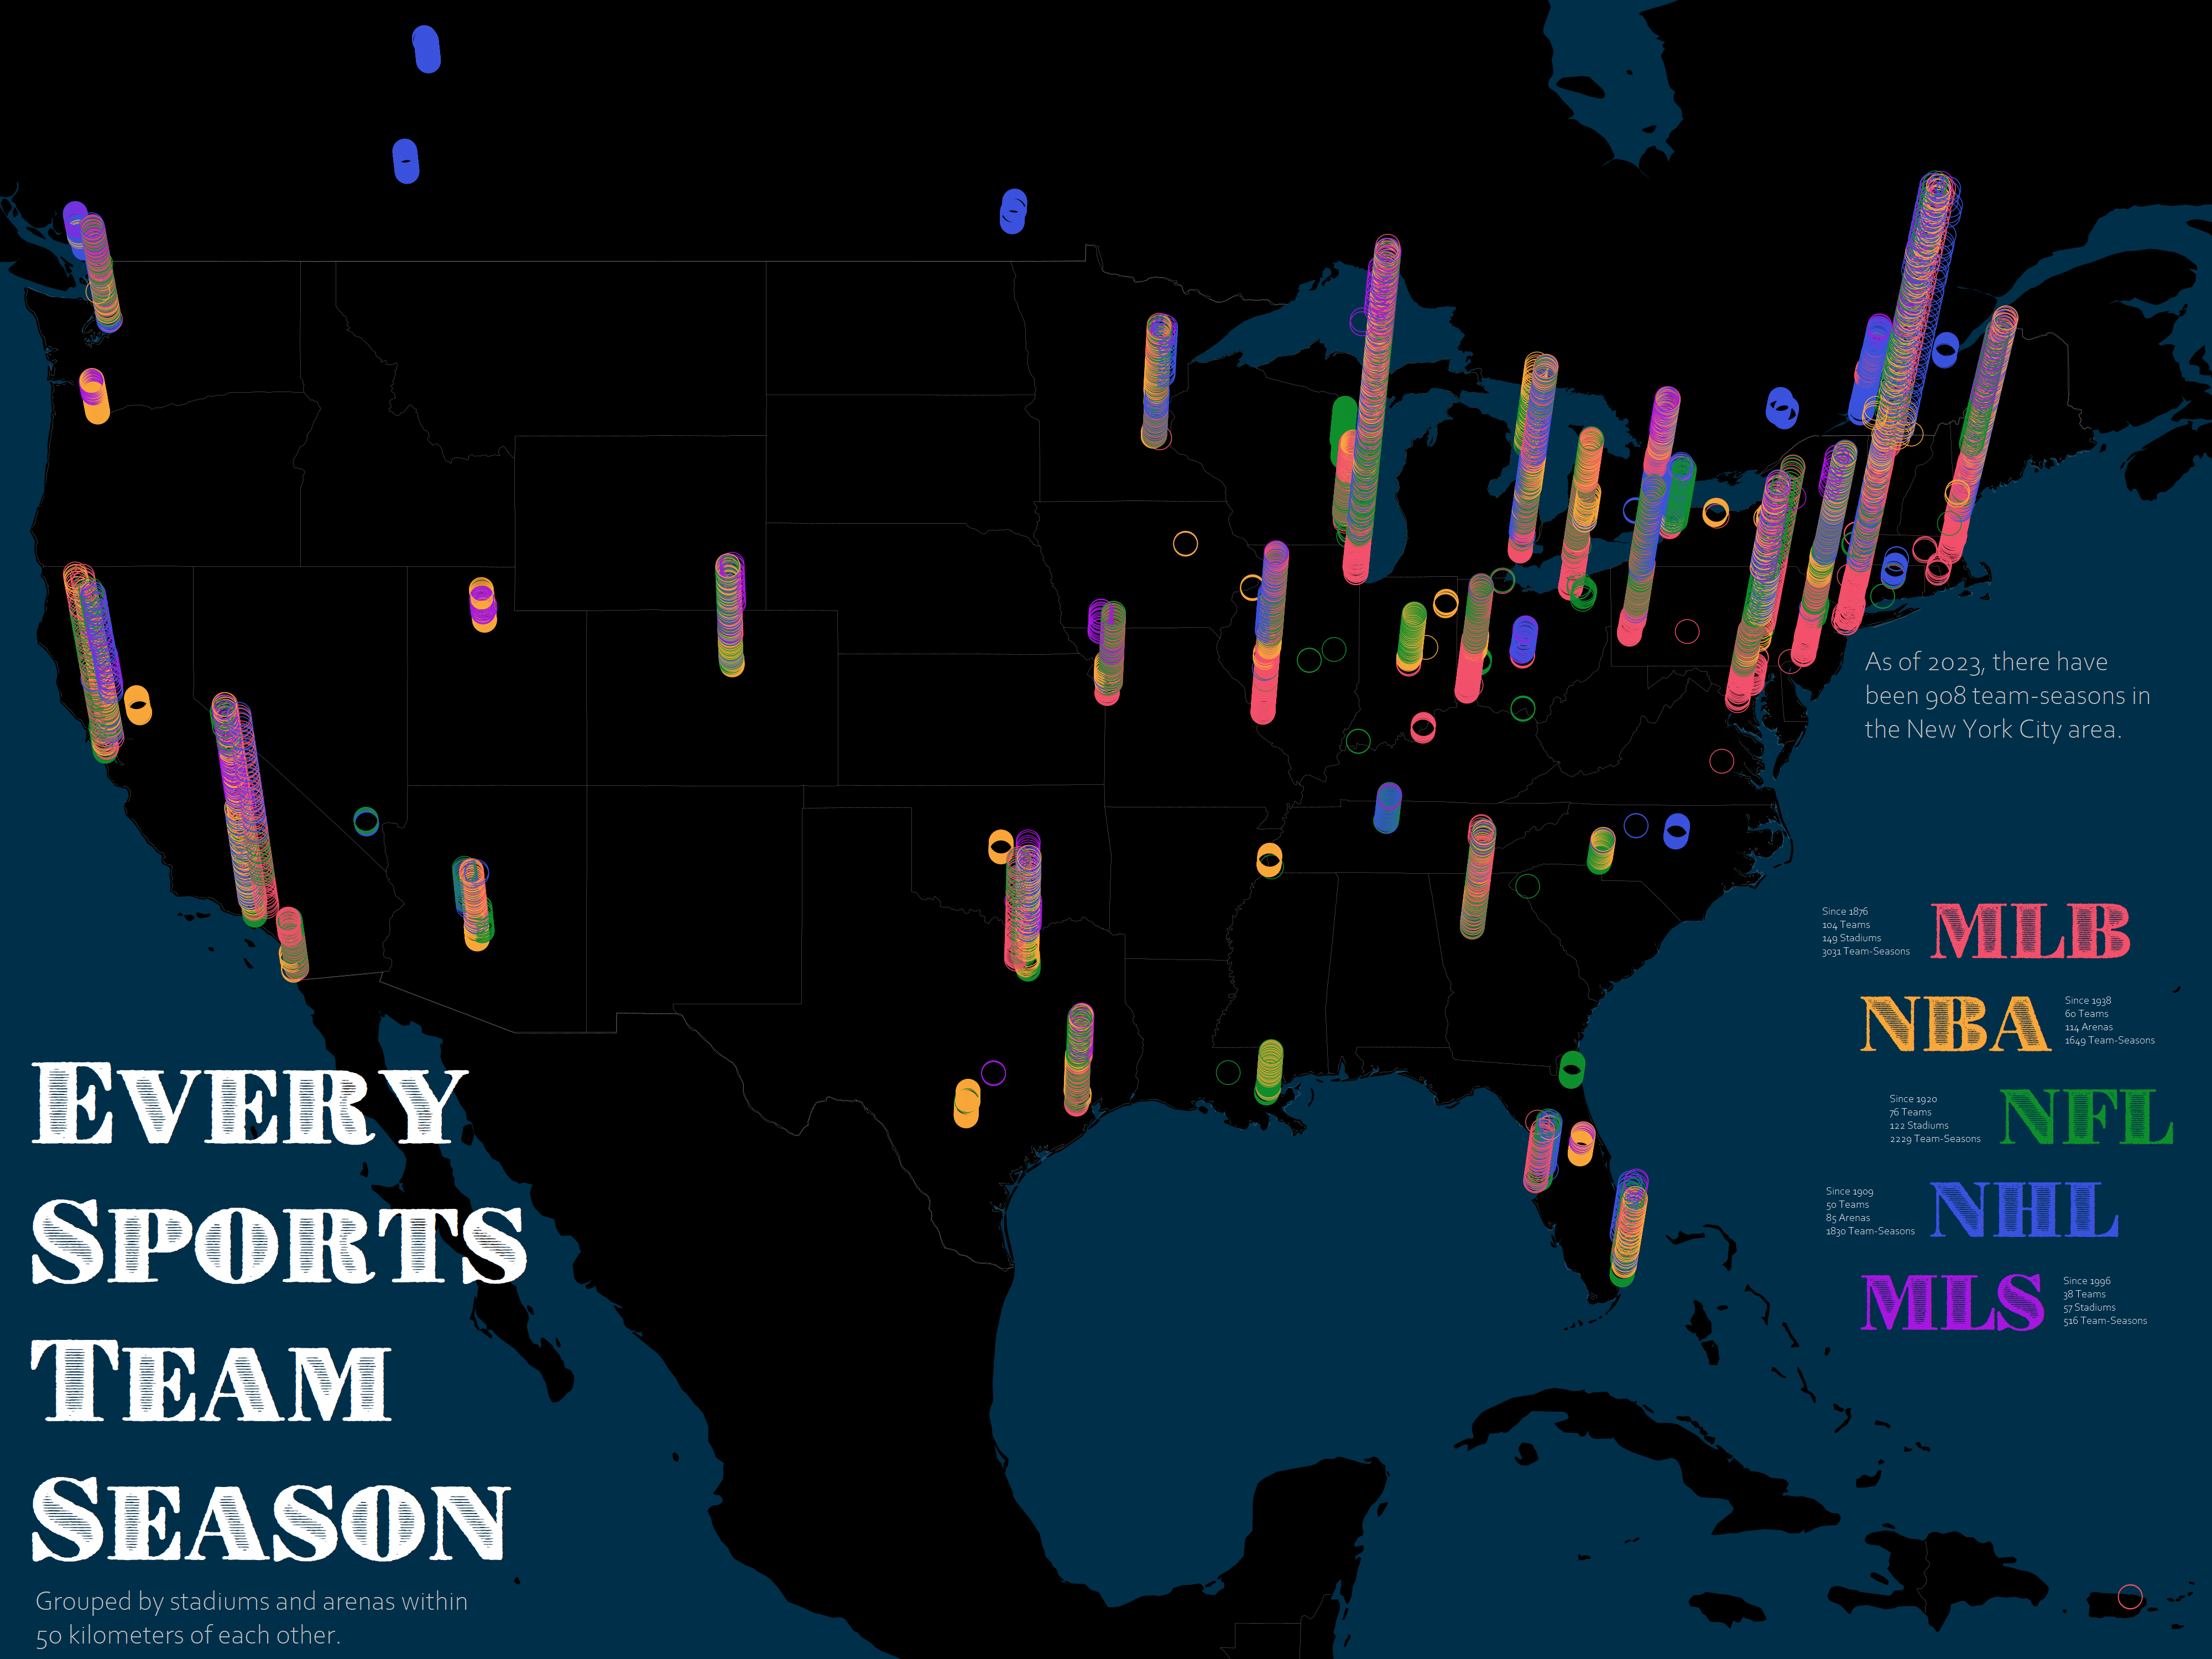 As of 2023, there have
been 908 team-seasons in
the New York City area.
Since 1876
104 Teams
149 Stadiums
3031 Team-Seasons
MLB
NBA
Since 1938
60 Teams
114 Arenas
1649 Team-Seasons
Since 1920
76 Teams
122 Stadiums
2229 Team-Seasons
NFL
Since 1909
50 Teams
85 Arenas
1830 Team-Seasons
NHL
MLS
Since 1996
38 Teams
57 Stadiums
516 Team-Seasons
EVERY
SPORTS
TEAM
SEASON
Grouped by stadiums and arenas within
50 kilometers of each other.